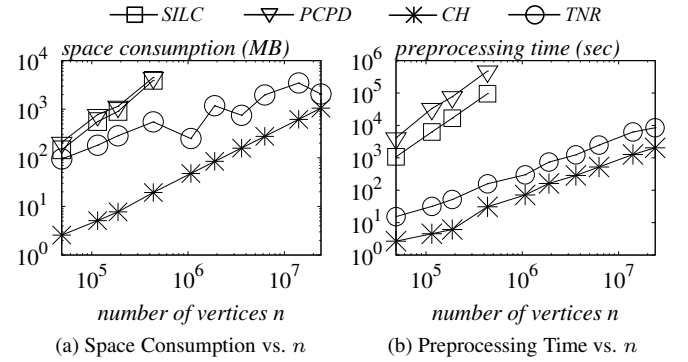 SILC PCPD CH TNR
space consumption (MB) preprocessing time (sec)
10^4 10^6
10^3 10^5
10^2 10^4
10^1 10^3
10^0 10^2
10^1
10^0
10^5 10^6 10^7 10^5 10^6 10^7
number of vertices n number of vertices n
(a) Space Consumption vs. n (b) Preprocessing Time vs. n